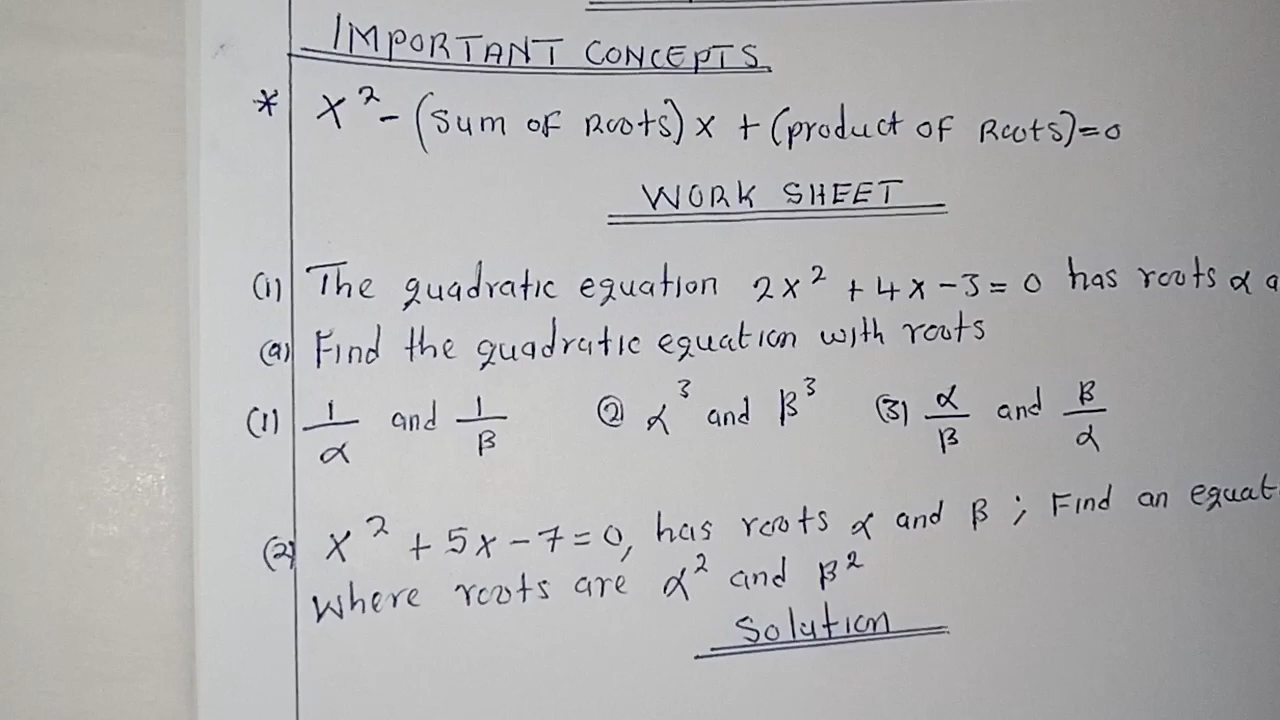 IMPORTANT CONCEPTS
* x² - (Sum OF Roots) x + (product OF Roots)=0
WORK SHEET
(1) The quadratic equation 2x² + 4x - 3 = 0 has roots α a
(a) Find the quadratic equation with roots
(1) 1/α and 1/β ② α³ and β³ (3) α/β and β/α
(2) x² + 5x - 7 = 0, has roots α and β ; Find an equat
where roots are α² and β²
Solution